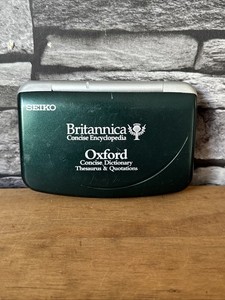 SEIKO
Britannica
Concise Encyclopedia
Oxford
Concise Dictionary
Thesaurus & Quotations